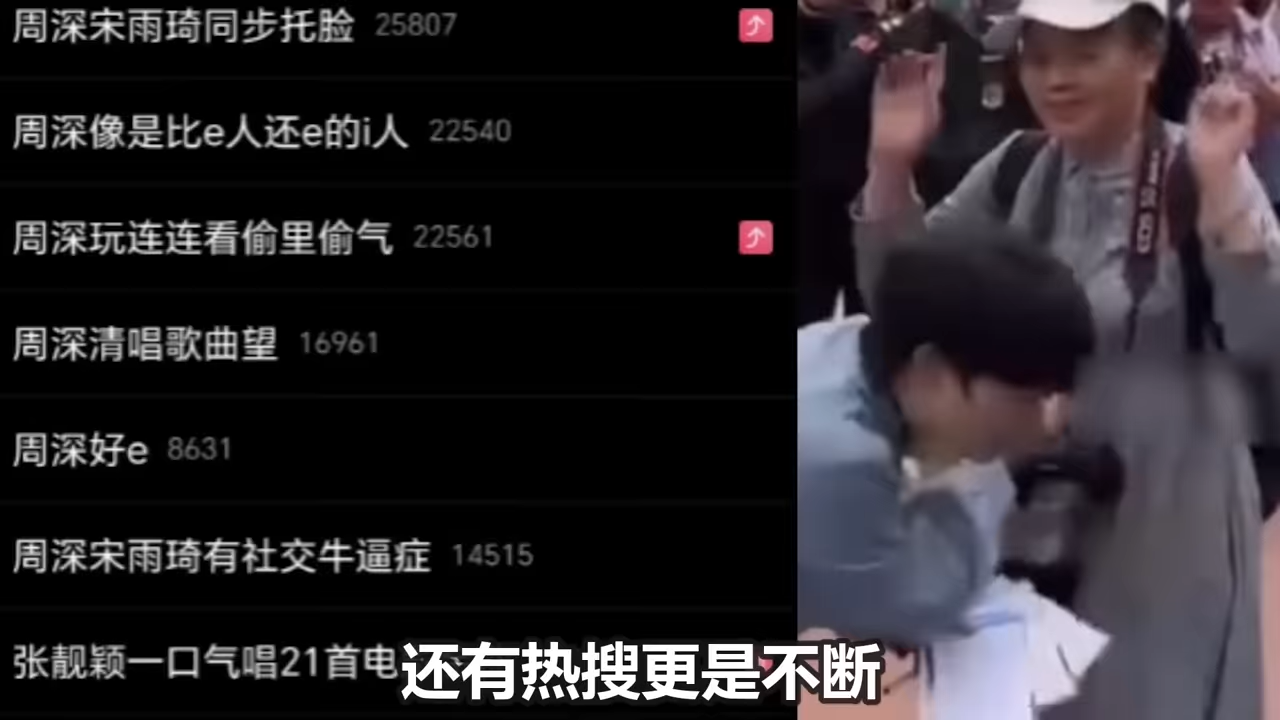 周深宋雨琦同步托脸 25807
周深像是比e人还e的i人 22540
周深玩连连看偷里偷气 22561
周深清唱歌曲望 16961
周深好e 8631
周深宋雨琦有社交牛逼症 14515
张靓颖一口气唱21首电
还有热搜更是不断
EOS 5D